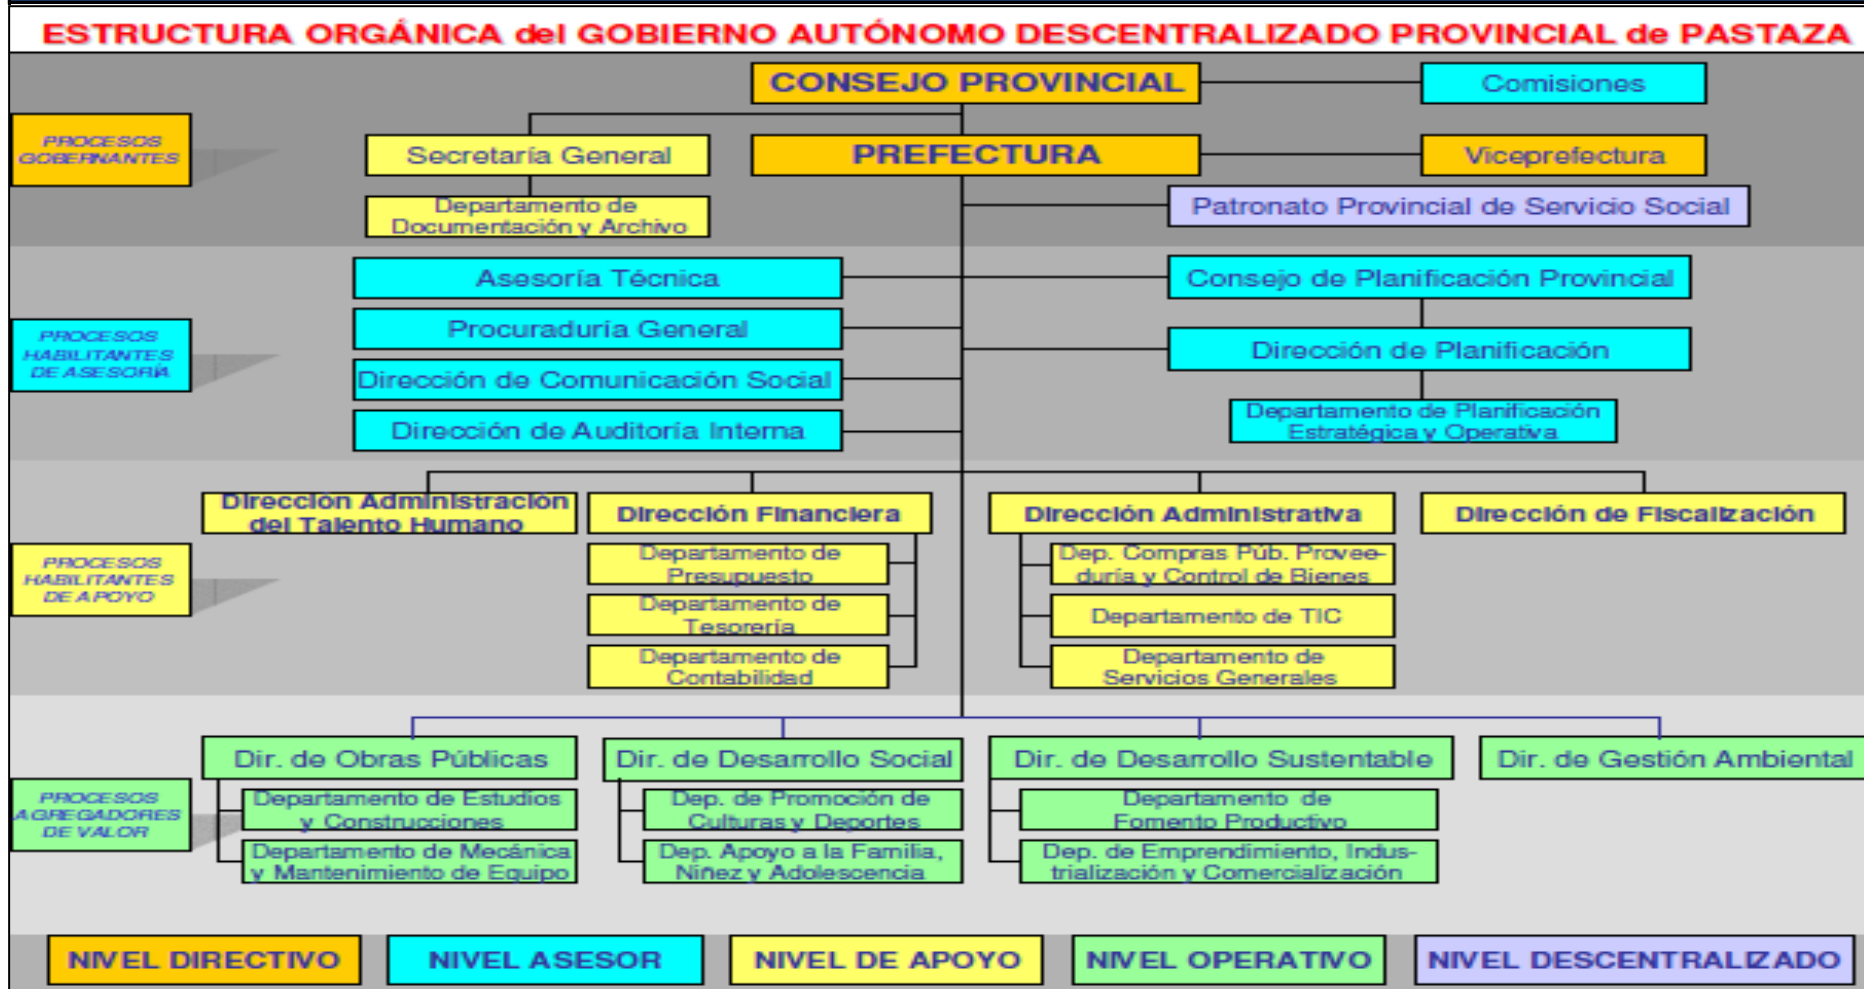 ESTRUCTURA ORGÁNICA del GOBIERNO AUTÓNOMO DESCENTRALIZADO PROVINCIAL de PASTAZA
CONSEJO PROVINCIAL
Comisiones
PROCESOS
GOBERNANTES
Secretaría General
PREFECTURA
Viceprefectura
Departamento de
Documentación y Archivo
Patronato Provincial de Servicio Social
PROCESOS
HABILITANTES
DE ASESORÍA
Asesoría Técnica
Consejo de Planificación Provincial
Procuraduría General
Dirección de Planificación
Dirección de Comunicación Social
Dirección de Auditoría Interna
Departamento de Planificación
Estratégica y Operativa
PROCESOS
HABILITANTES
DE APOYO
Dirección Administración
del Talento Humano
Dirección Financiera
Dirección Administrativa
Dirección de Fiscalización
Departamento de
Presupuesto
Departamento de
Tesorería
Departamento de
Contabilidad
Dep. Compras Púb. Provee-
duría y Control de Bienes
Departamento de TIC
Departamento de
Servicios Generales
PROCESOS
AGREGADORES
DE VALOR
Dir. de Obras Públicas
Departamento de Estudios
y Construcciones
Departamento de Mecánica
y Mantenimiento de Equipo
Dir. de Desarrollo Social
Dep. de Promoción de
Culturas y Deportes
Dep. Apoyo a la Familia,
Niñez y Adolescencia
Dir. de Desarrollo Sustentable
Departamento de
Fomento Productivo
Dep. de Emprendimiento, Indus-
trialización y Comercialización
Dir. de Gestión Ambiental
NIVEL DIRECTIVO
NIVEL ASESOR
NIVEL DE APOYO
NIVEL OPERATIVO
NIVEL DESCENTRALIZADO